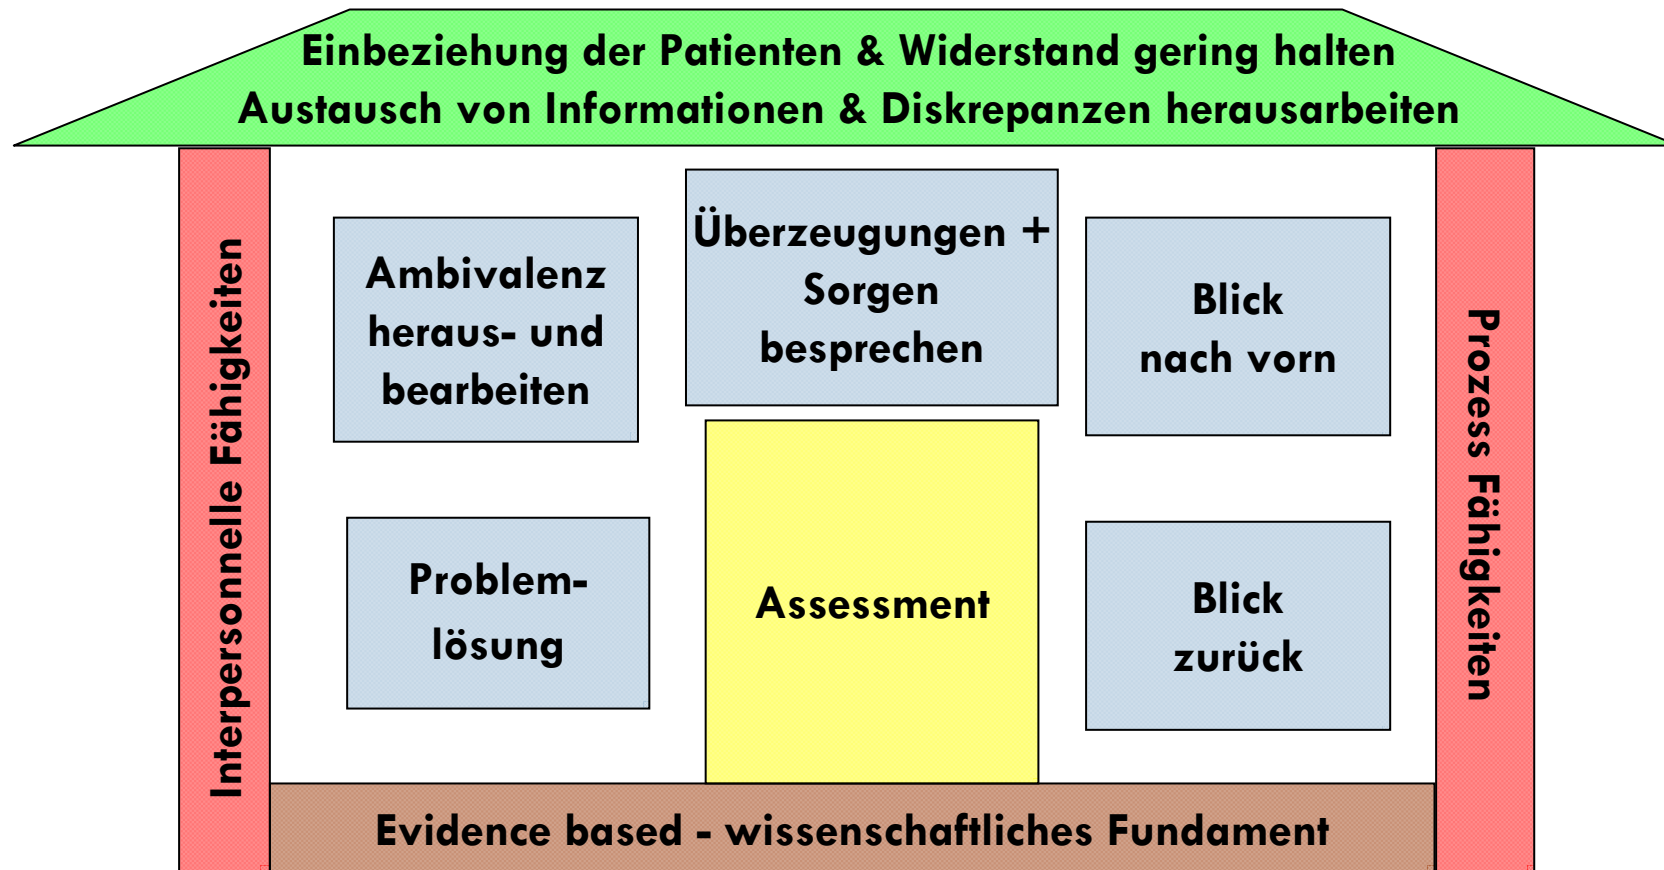 Einbeziehung der Patienten & Widerstand gering halten
Austausch von Informationen & Diskrepanzen herausarbeiten
Interpersonnelle Fähigkeiten
Ambivalenz
heraus- und
bearbeiten
Überzeugungen +
Sorgen
besprechen
Blick
nach vorn
Problem-
lösung
Assessment
Blick
zurück
Prozess Fähigkeiten
Evidence based - wissenschaftliches Fundament